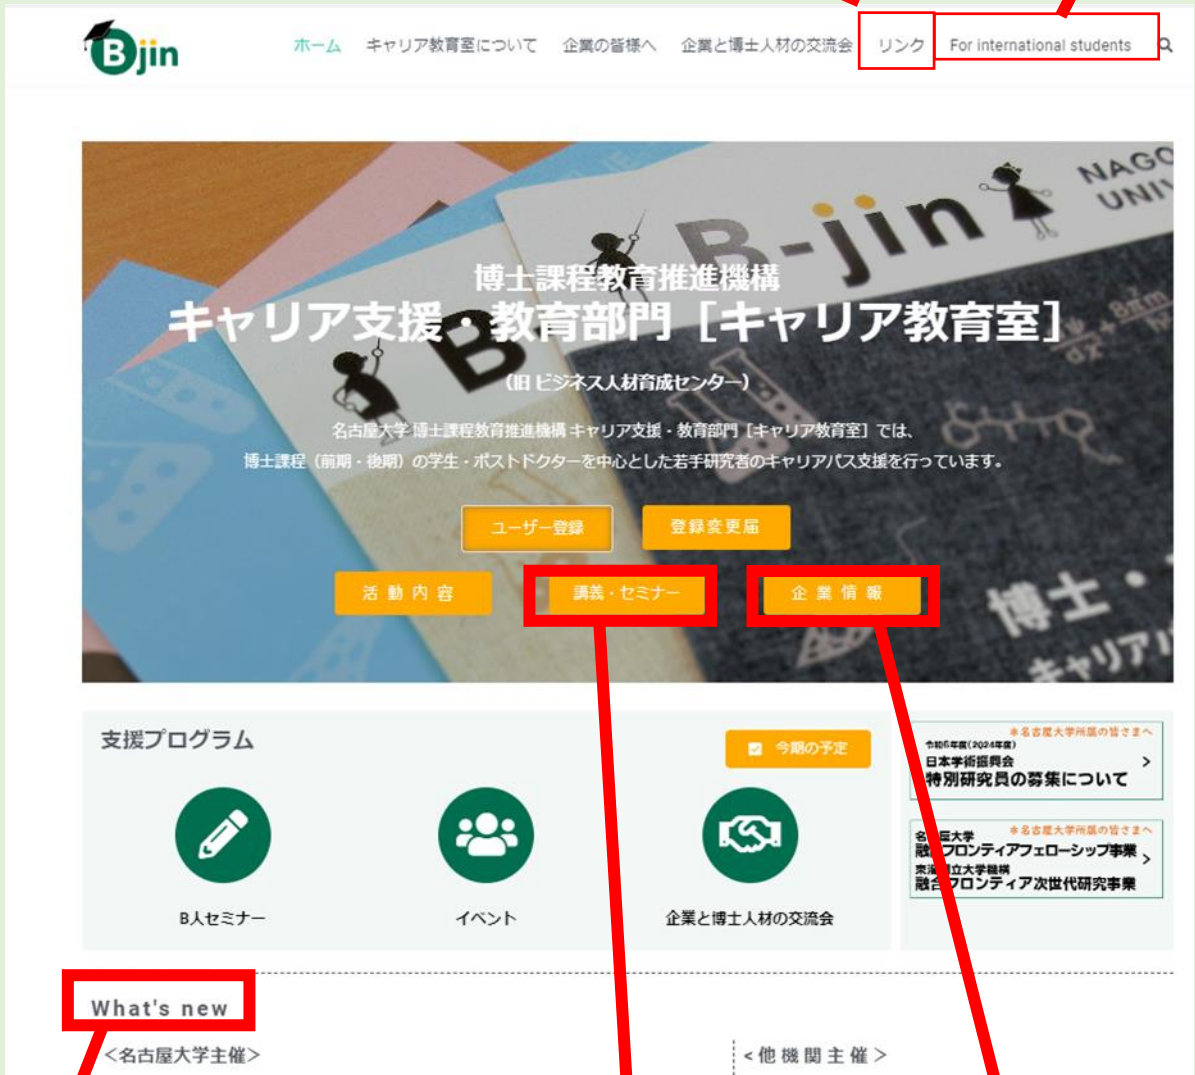 Bjin
ホーム キャリア教育室について 企業の皆様へ 企業と博士人材の交流会 リンク For international students
NAGO
UNIV
B-jin
博士課程教育推進機構
キャリア支援・教育部門［キャリア教育室］
（旧 ビジネス人材育成センター）
名古屋大学 博士課程教育推進機構 キャリア支援・教育部門［キャリア教育室］では、
博士課程（前期・後期）の学生・ポストドクターを中心とした若手研究者のキャリアパス支援を行っています。
ユーザー登録 登録変更届
活動内容 講義・セミナー 企業情報
博士・
キャリア
支援プログラム
今期の予定
B人セミナー イベント 企業と博士人材の交流会
＊名古屋大学所属の皆さまへ
令和6年度(2024年度)
日本学術振興会
特別研究員の募集について
＊名古屋大学所属の皆さまへ
融合フロンティアフェローシップ事業
融合フロンティア次世代研究事業
What's new
＜名古屋大学主催＞ <他機関主催>